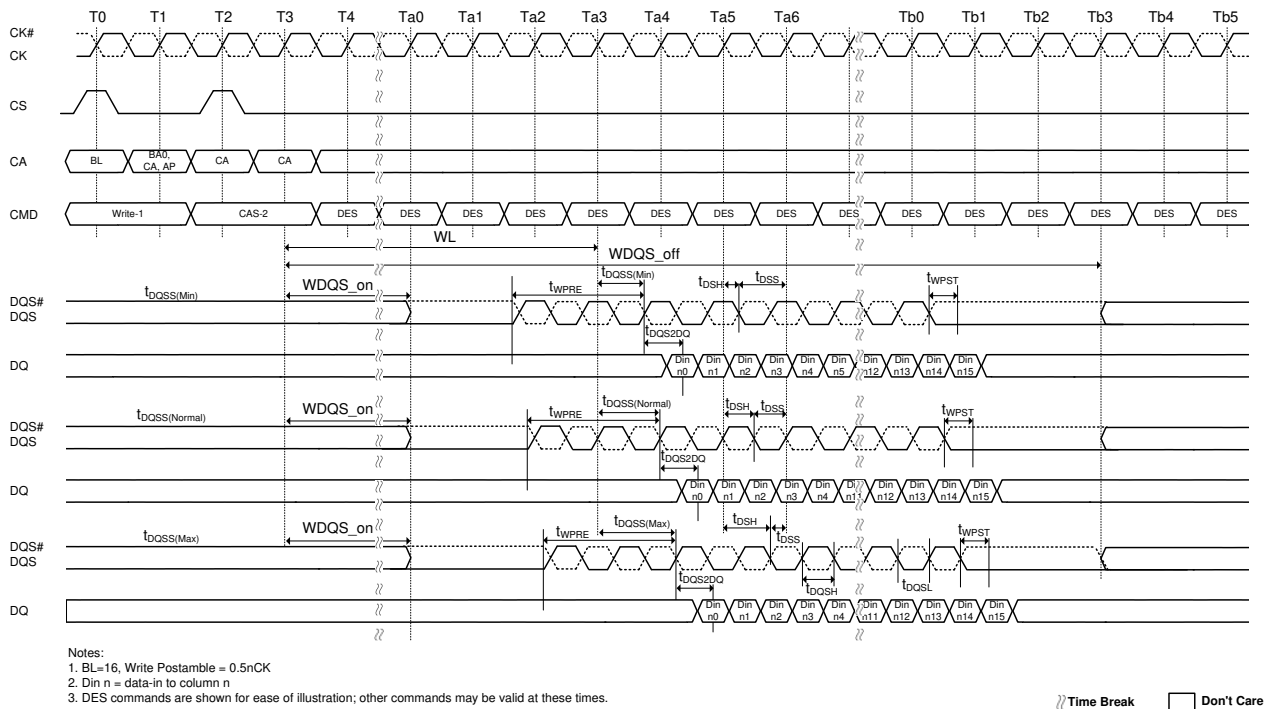 T0 T1 T2 T3 T4 Ta0 Ta1 Ta2 Ta3 Ta4 Ta5 Ta6 Tb0 Tb1 Tb2 Tb3 Tb4 Tb5
CK#
CK
CS
CA BL BA0, CA, AP CA CA
CMD Write-1 CAS-2 DES DES DES DES DES DES DES DES DES DES DES DES DES DES DES
WL
WDQS_off
tDQSS(Min) WDQS_on tWPRE tDQSS(Min) tDSH tDSS tWPST
DQS#
DQS
tDQS2DQ
DQ Din n0 Din n1 Din n2 Din n3 Din n4 Din n5 Din n12 Din n13 Din n14 Din n15
tDQSS(Normal) WDQS_on tWPRE tDQSS(Normal) tDSH tDSS tWPST
DQS#
DQS
tDQS2DQ
DQ Din n0 Din n1 Din n2 Din n3 Din n4 Din n11 Din n12 Din n13 Din n14 Din n15
tDQSS(Max) WDQS_on tWPRE tDQSS(Max) tDSH tDSS tWPST
DQS#
DQS
tDQS2DQ tDQSH tDQSL
DQ Din n0 Din n1 Din n2 Din n3 Din n4 Din n11 Din n12 Din n13 Din n14 Din n15
Notes:
1. BL=16, Write Postamble = 0.5nCK
2. Din n = data-in to column n
3. DES commands are shown for ease of illustration; other commands may be valid at these times.
Time Break Don't Care